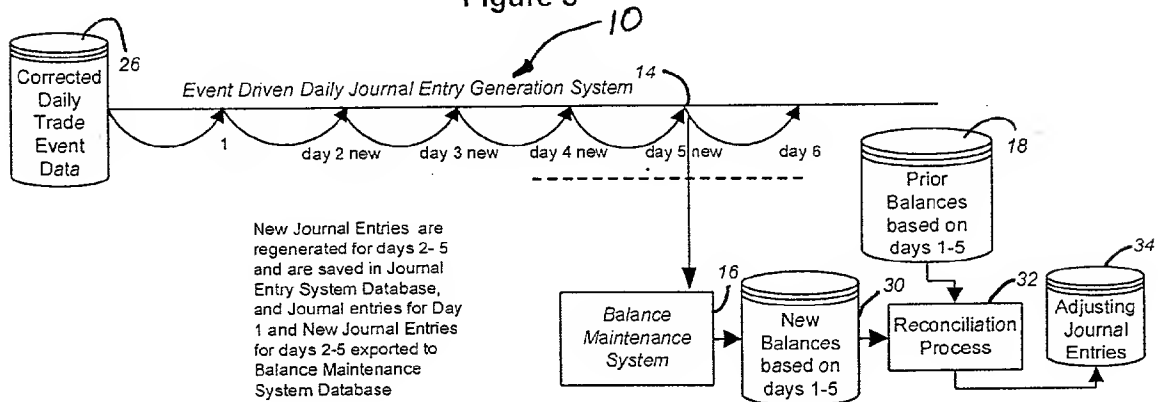 Figure 3
10
26
Corrected
Daily
Trade
Event
Data
Event Driven Daily Journal Entry Generation System
14
1
day 2 new
day 3 new
day 4 new
day 5 new
day 6
18
Prior
Balances
based on
days 1-5
New Journal Entries are
regenerated for days 2- 5
and are saved in Journal
Entry System Database,
and Journal entries for Day
1 and New Journal Entries
for days 2-5 exported to
Balance Maintenance
System Database
16
Balance
Maintenance
System
30
New
Balances
based on
days 1-5
32
Reconciliation
Process
34
Adjusting
Journal
Entries